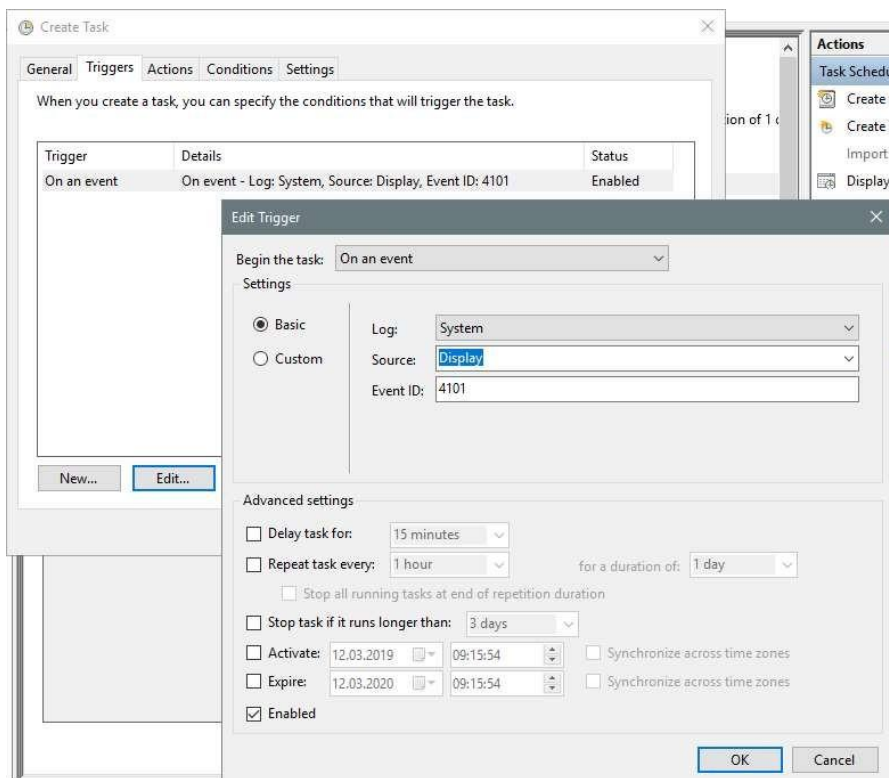 Create Task
Actions
General Triggers Actions Conditions Settings
Task Schedu
When you create a task, you can specify the conditions that will trigger the task.
Create
ion of 1 c
Create
Import
Trigger Details Status
On an event On event - Log: System, Source: Display, Event ID: 4101 Enabled
Display
Edit Trigger
Begin the task: On an event
Settings
Basic
Log: System
Custom
Source: Display
Event ID: 4101
New... Edit...
Advanced settings
Delay task for: 15 minutes
Repeat task every: 1 hour for a duration of: 1 day
Stop all running tasks at end of repetition duration
Stop task if it runs longer than: 3 days
Activate: 12.03.2019 09:15:54 Synchronize across time zones
Expire: 12.03.2020 09:15:54 Synchronize across time zones
Enabled
OK Cancel